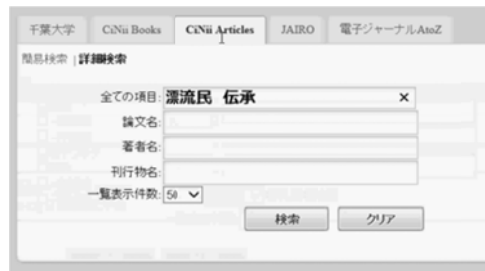 千葉大学 CiNii Books CiNii Articles JAIRO 電子ジャーナルAtoZ
簡易検索 | 詳細検索
全ての項目: 漂流民 伝承 ×
論文名:
著者名:
刊行物名:
一覧表示件数: 50
検索 クリア